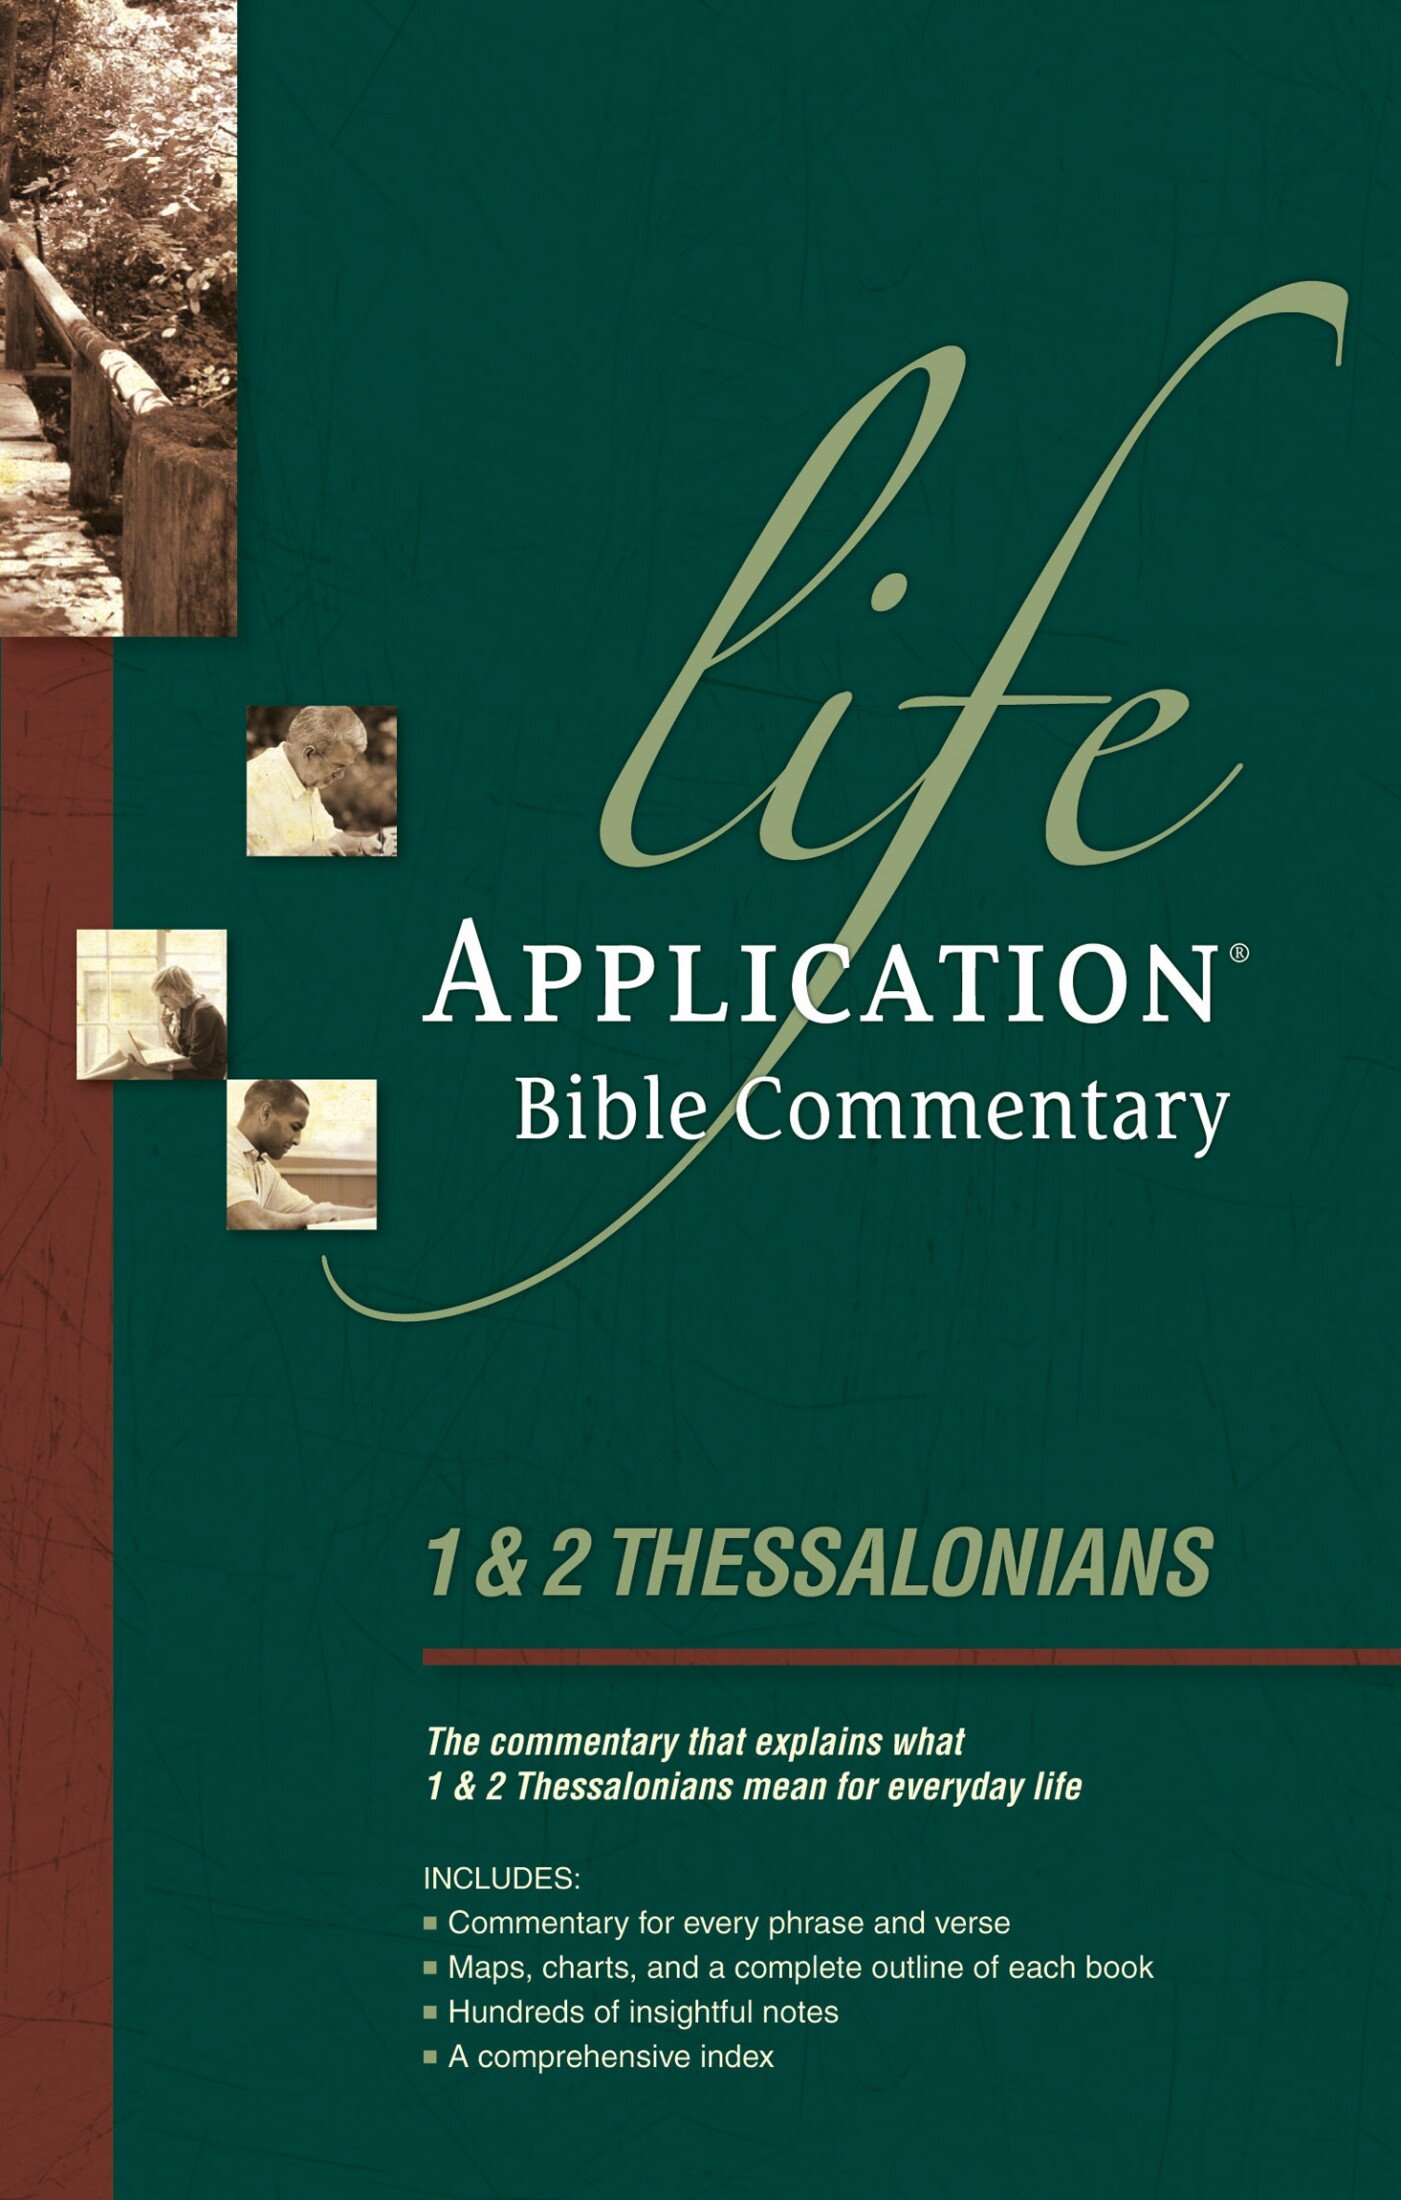 life
APPLICATION®
Bible Commentary
1 & 2 THESSALONIANS
The commentary that explains what
1 & 2 Thessalonians mean for everyday life
INCLUDES:
▪ Commentary for every phrase and verse
▪ Maps, charts, and a complete outline of each book
▪ Hundreds of insightful notes
▪ A comprehensive index